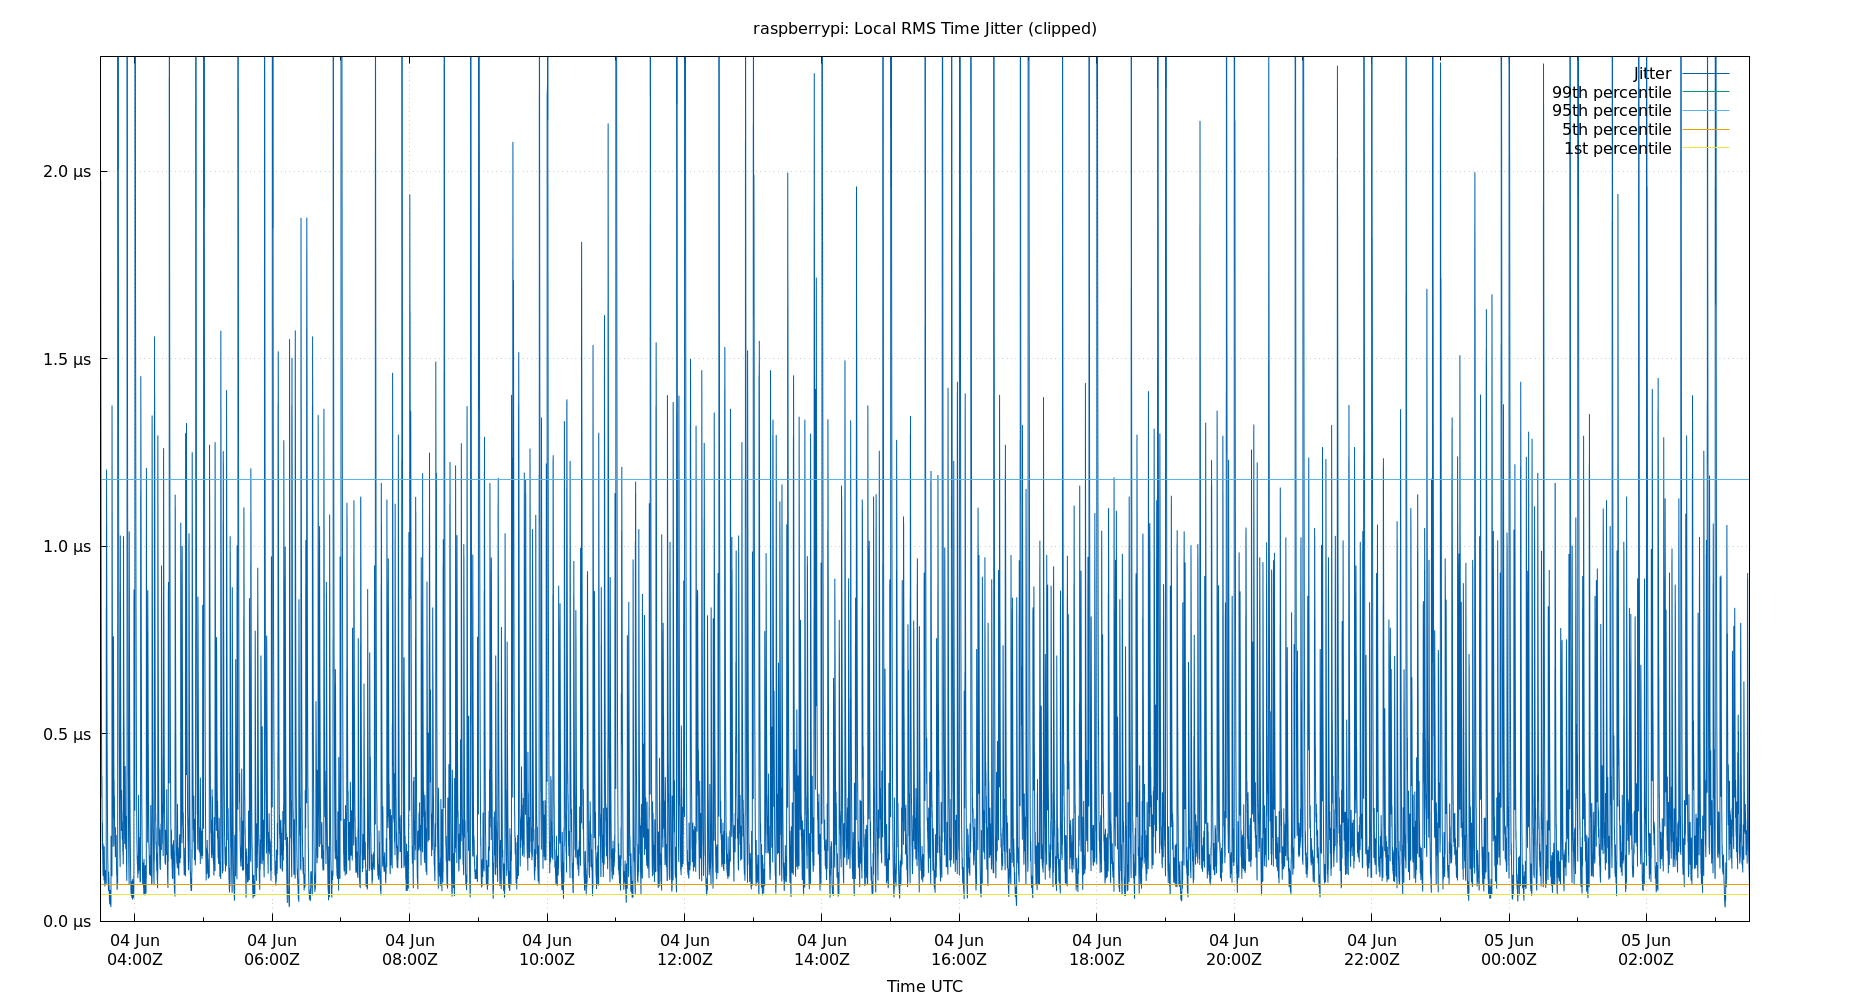 raspberrypi: Local RMS Time Jitter (clipped)
Jitter
99th percentile
95th percentile
5th percentile
1st percentile
2.0 µs
1.5 µs
1.0 µs
0.5 µs
0.0 µs
04 Jun 04 Jun 04 Jun 04 Jun 04 Jun 04 Jun 04 Jun 04 Jun 04 Jun 04 Jun 05 Jun 05 Jun
04:00Z 06:00Z 08:00Z 10:00Z 12:00Z 14:00Z 16:00Z 18:00Z 20:00Z 22:00Z 00:00Z 02:00Z
Time UTC